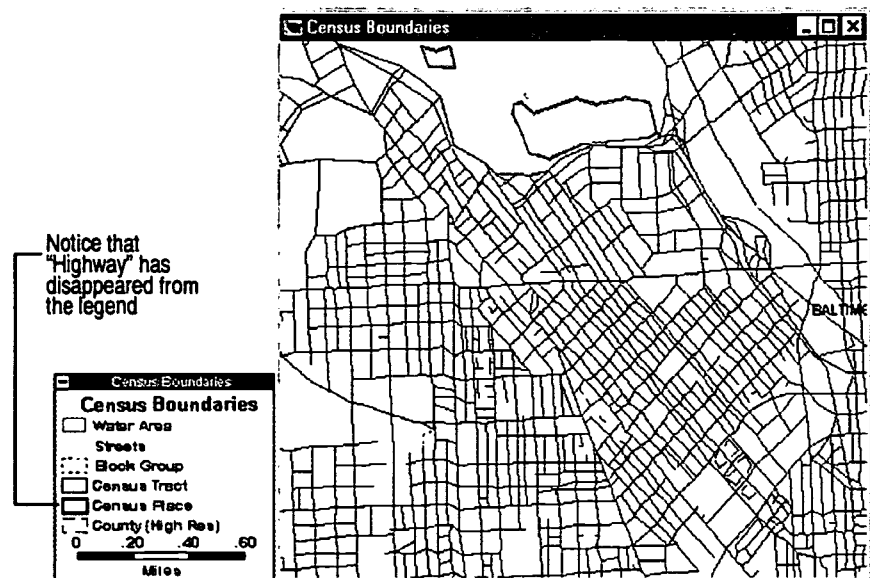 Census Boundaries
Notice that
"Highway" has
disappeared from
the legend
BALTIME
Census Boundaries
Census Boundaries
Water Area
Streets
Block Group
Census Tract
Census Place
County (High Res)
0 .20 .40 .60
Miles